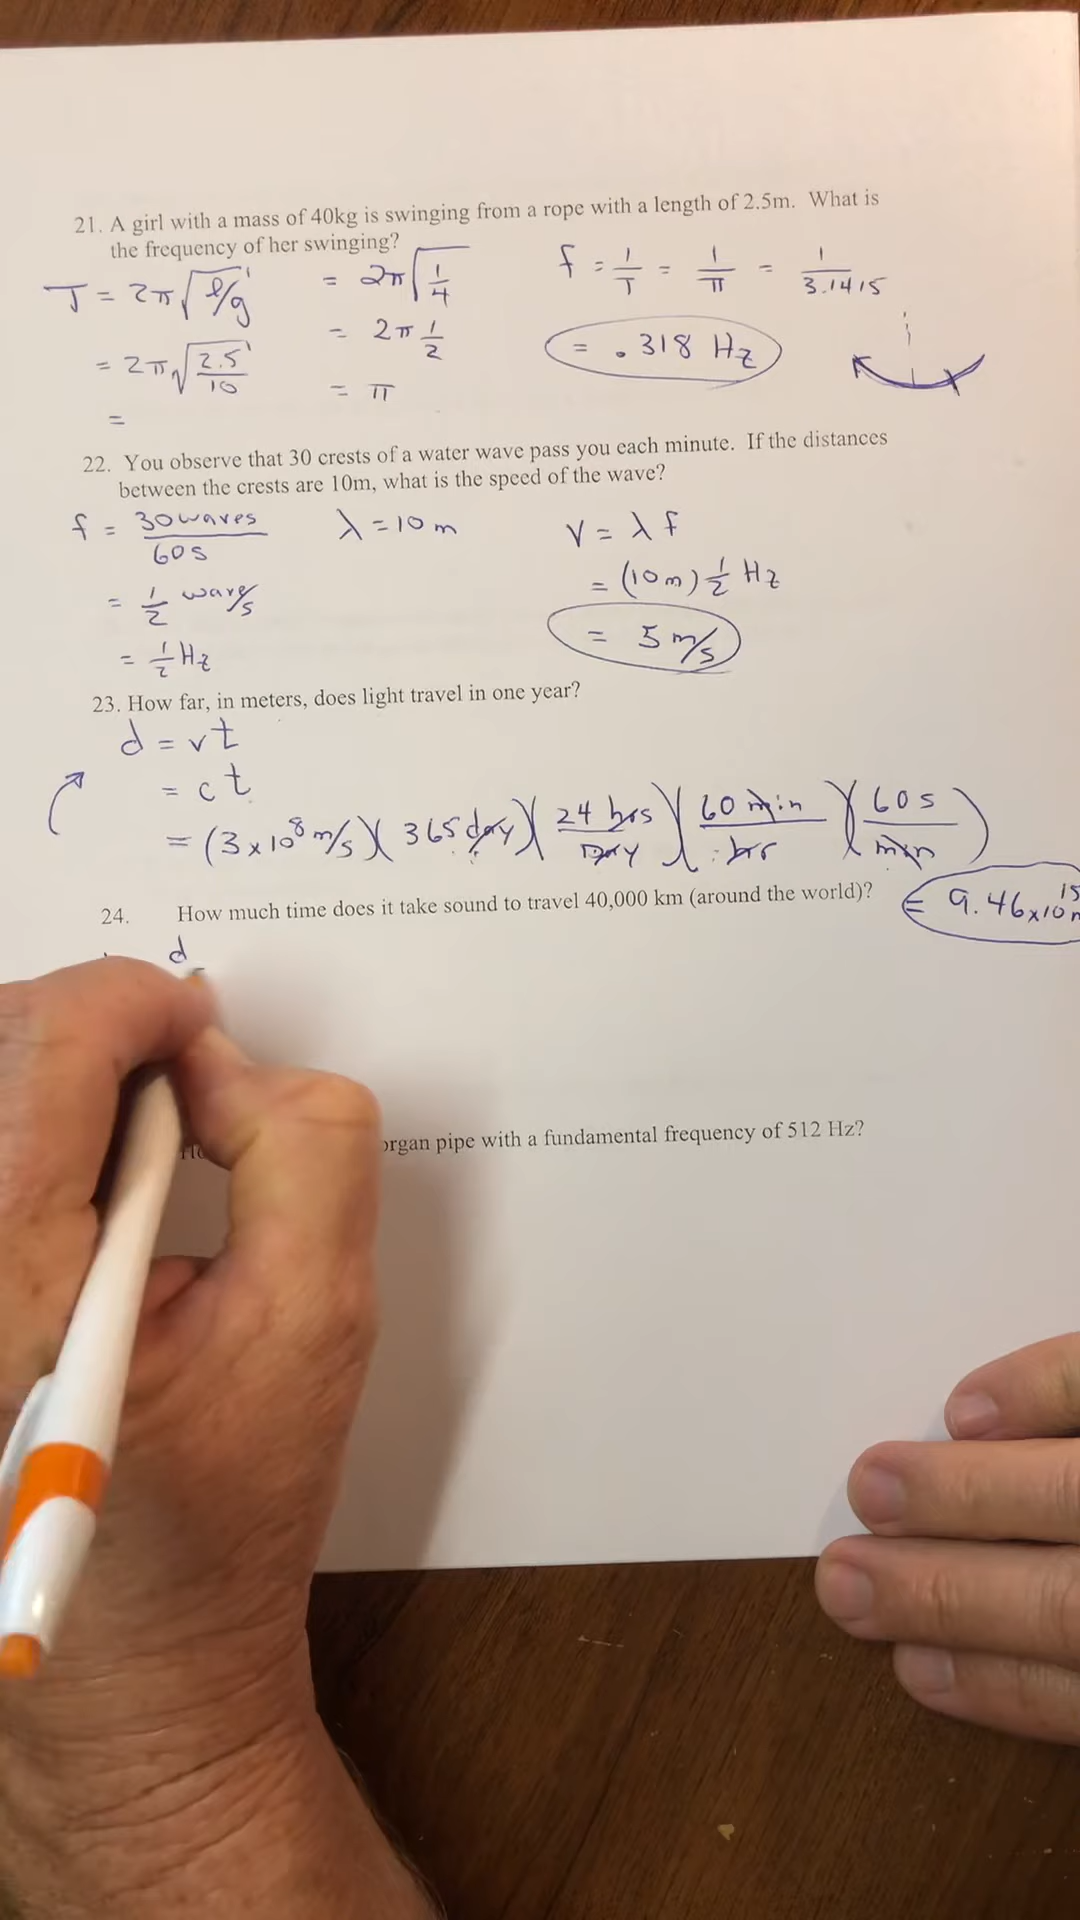 21. A girl with a mass of 40kg is swinging from a rope with a length of 2.5m. What is
the frequency of her swinging?
T = 2π√(l/g)
= 2π√(2.5/10)
=
= 2π√(1/4)
= 2π 1/2
= π
f = 1/T = 1/π = 1/3.1415
= .318 Hz
22. You observe that 30 crests of a water wave pass you each minute. If the distances
between the crests are 10m, what is the speed of the wave?
f = 30 waves/60s
= 1/2 wave/s
= 1/2 Hz
λ = 10 m
V = λ f
= (10m) 1/2 Hz
= 5 m/s
23. How far, in meters, does light travel in one year?
d = vt
= ct
= (3x10⁸ m/s)(365 day)(24 hrs/Day)(60 min/hr)(60s/min)
= 9.46x10¹⁵
24. How much time does it take sound to travel 40,000 km (around the world)?
d
organ pipe with a fundamental frequency of 512 Hz?